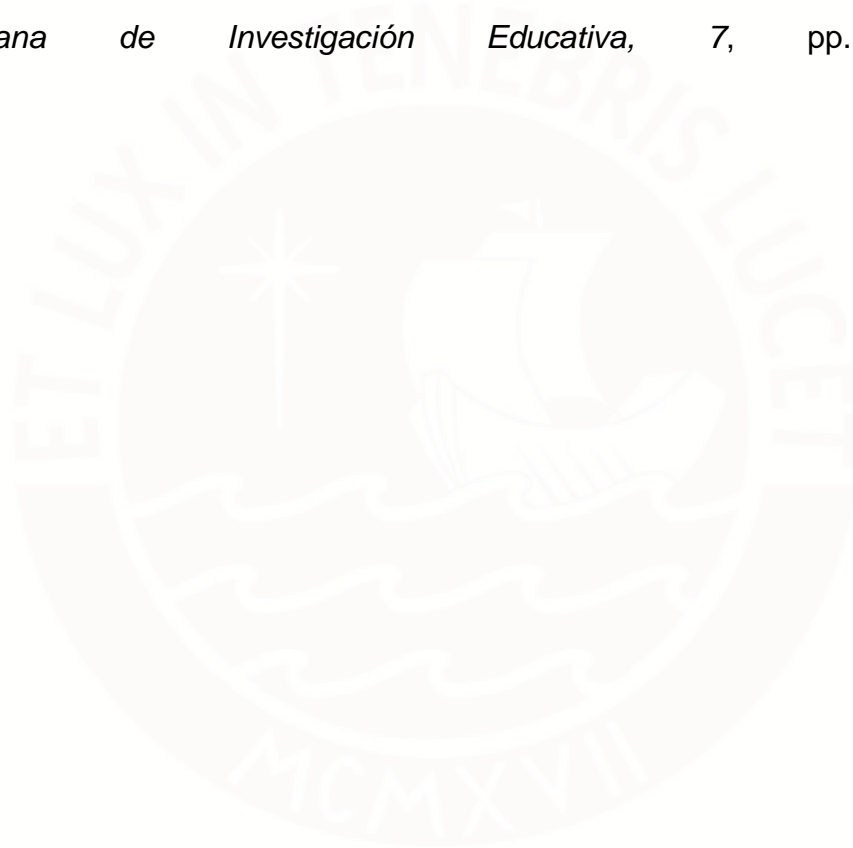 ana de Investigación Educativa, 7, pp.
ET LUX IN TENEBRIS LUCET
MCMXVII